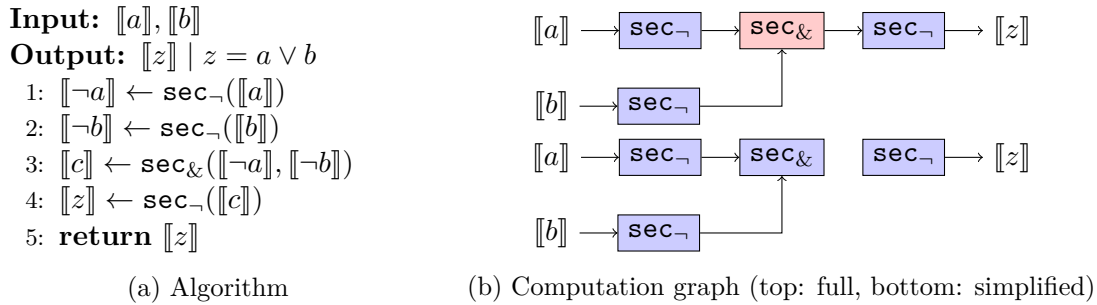 Input: ⟦a⟧, ⟦b⟧
Output: ⟦z⟧ | z = a ∨ b
1: ⟦¬a⟧ ← sec¬(⟦a⟧)
2: ⟦¬b⟧ ← sec¬(⟦b⟧)
3: ⟦c⟧ ← sec&(⟦¬a⟧, ⟦¬b⟧)
4: ⟦z⟧ ← sec¬(⟦c⟧)
5: return ⟦z⟧
(a) Algorithm
⟦a⟧ sec¬ sec& sec¬ ⟦z⟧
⟦b⟧ sec¬
⟦a⟧ sec¬ sec& sec¬ ⟦z⟧
⟦b⟧ sec¬
(b) Computation graph (top: full, bottom: simplified)